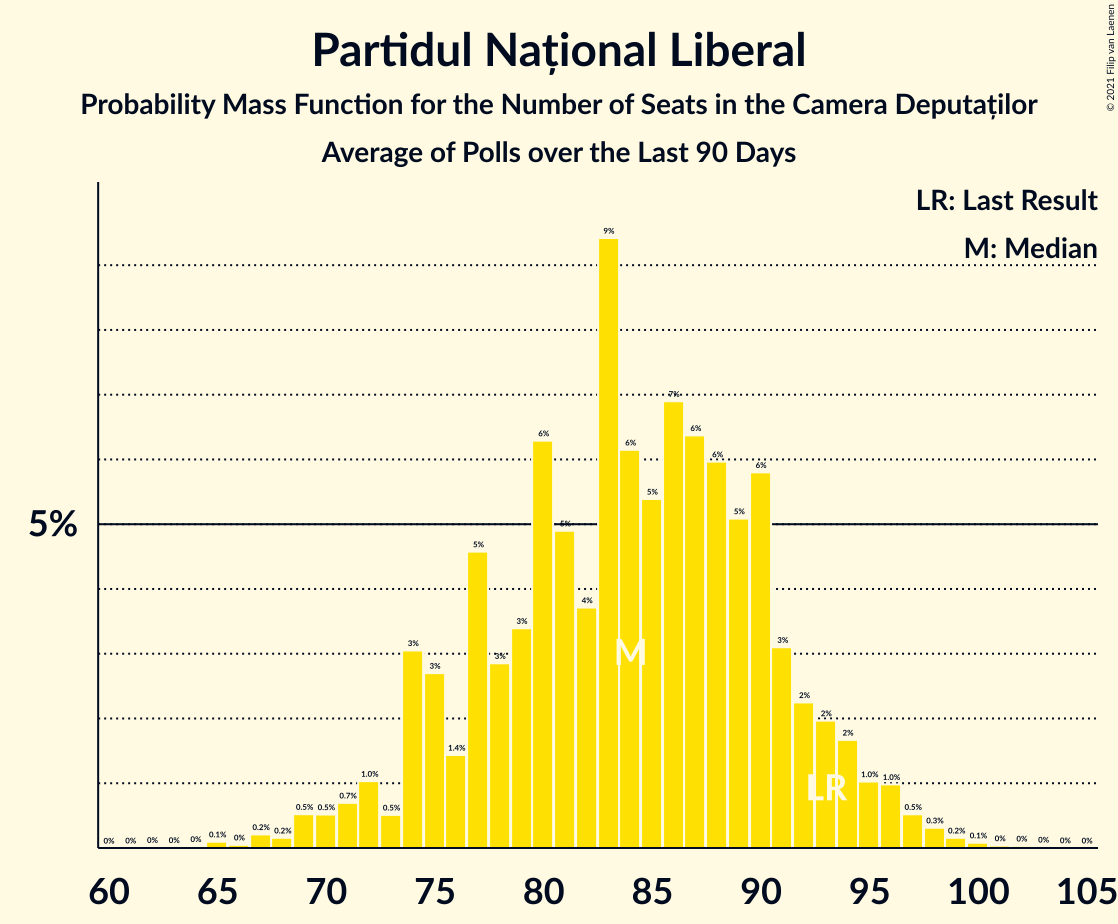 Partidul Național Liberal
Probability Mass Function for the Number of Seats in the Camera Deputaților
Average of Polls over the Last 90 Days
© 2021 Filip van Laenen
LR: Last Result
M: Median
5%
0% 0% 0% 0% 0% 0.1% 0% 0.2% 0.2% 0.5% 0.5% 0.7% 1.0% 0.5% 3% 3% 1.4% 5% 3% 3% 6% 5% 4% 9% 6% 5% 7% 6% 6% 5% 6% 3% 2% 2% 2% 1.0% 1.0% 0.5% 0.3% 0.2% 0.1% 0% 0% 0% 0% 0%
M
LR
60 65 70 75 80 85 90 95 100 105